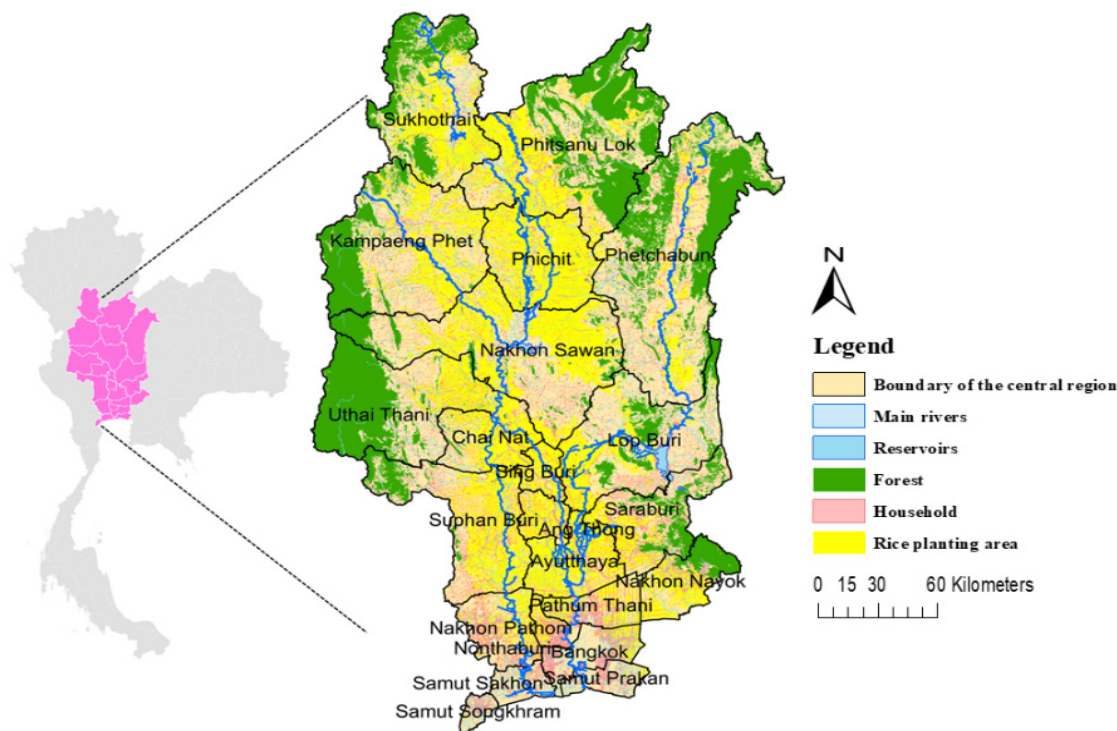 Sukhothai
Phitsanu Lok
Kampaeng Phet
Phichit
Phetchabun
Nakhon Sawan
Uthai Thani
Chai Nat
Lop Buri
Sing Buri
Suphan Buri
Saraburi
Ang Thong
Ayutthaya
Nakhon Nayok
Pathum Thani
Nakhon Pathom
Nonthaburi
Bangkok
Samut Sakhon
Samut Prakan
Samut Songkhram
N
Legend
Boundary of the central region
Main rivers
Reservoirs
Forest
Household
Rice planting area
0 15 30 60 Kilometers